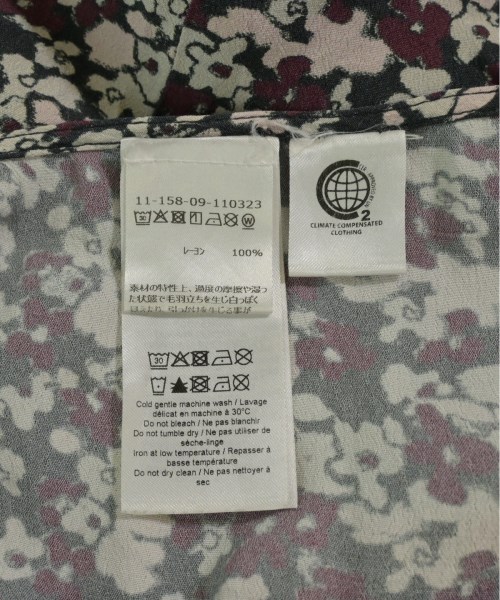 11-158-09-110323
レーヨン 100%
素材の特性上、過度の摩擦や湿っ
た状態で毛羽立ちを生じ白っぽく
30
Cold gentle machine wash / Lavage
délicat en machine à 30°C
Do not bleach / Ne pas blanchir
Do not tumble dry / Ne pas utiliser de
sèche-linge
Iron at low temperature / Repasser à
basse température
Do not dry clean / Ne pas nettoyer à
sec
2
CLIMATE COMPENSATED
CLOTHING